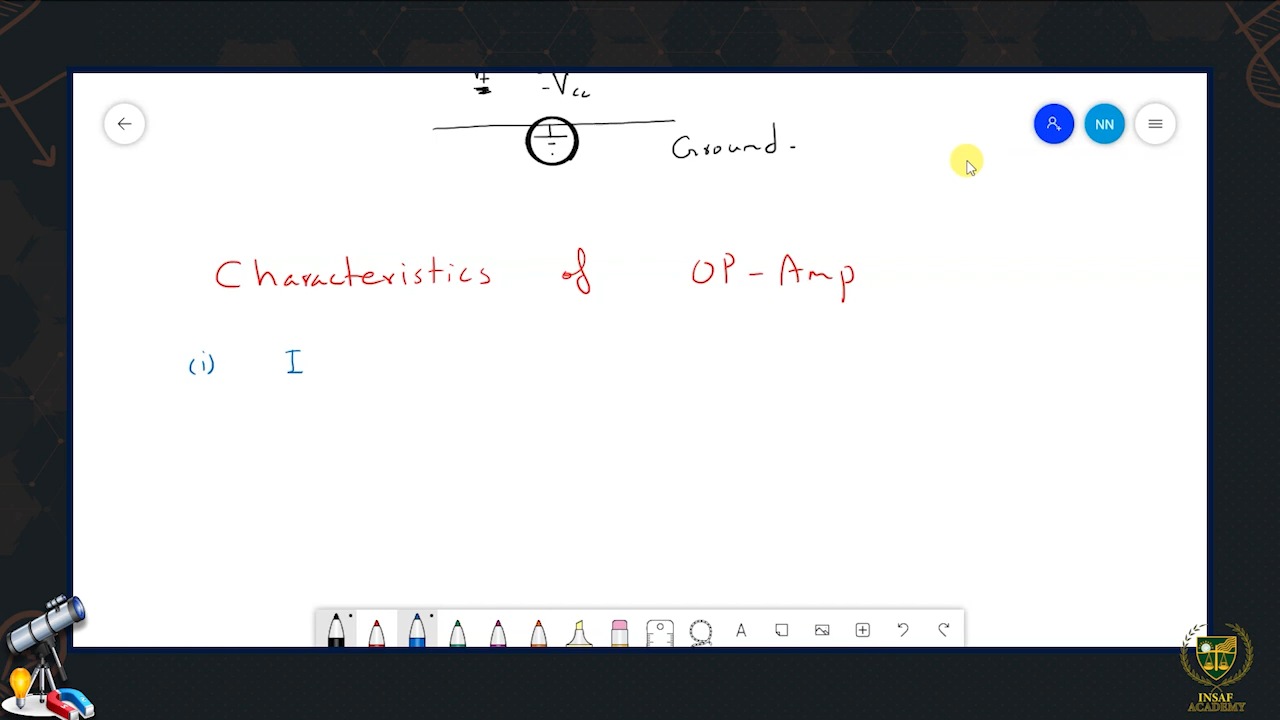 -Vcc
Ground.
NN
Characteristics of OP-Amp
(i) I
A
INSAF
ACADEMY